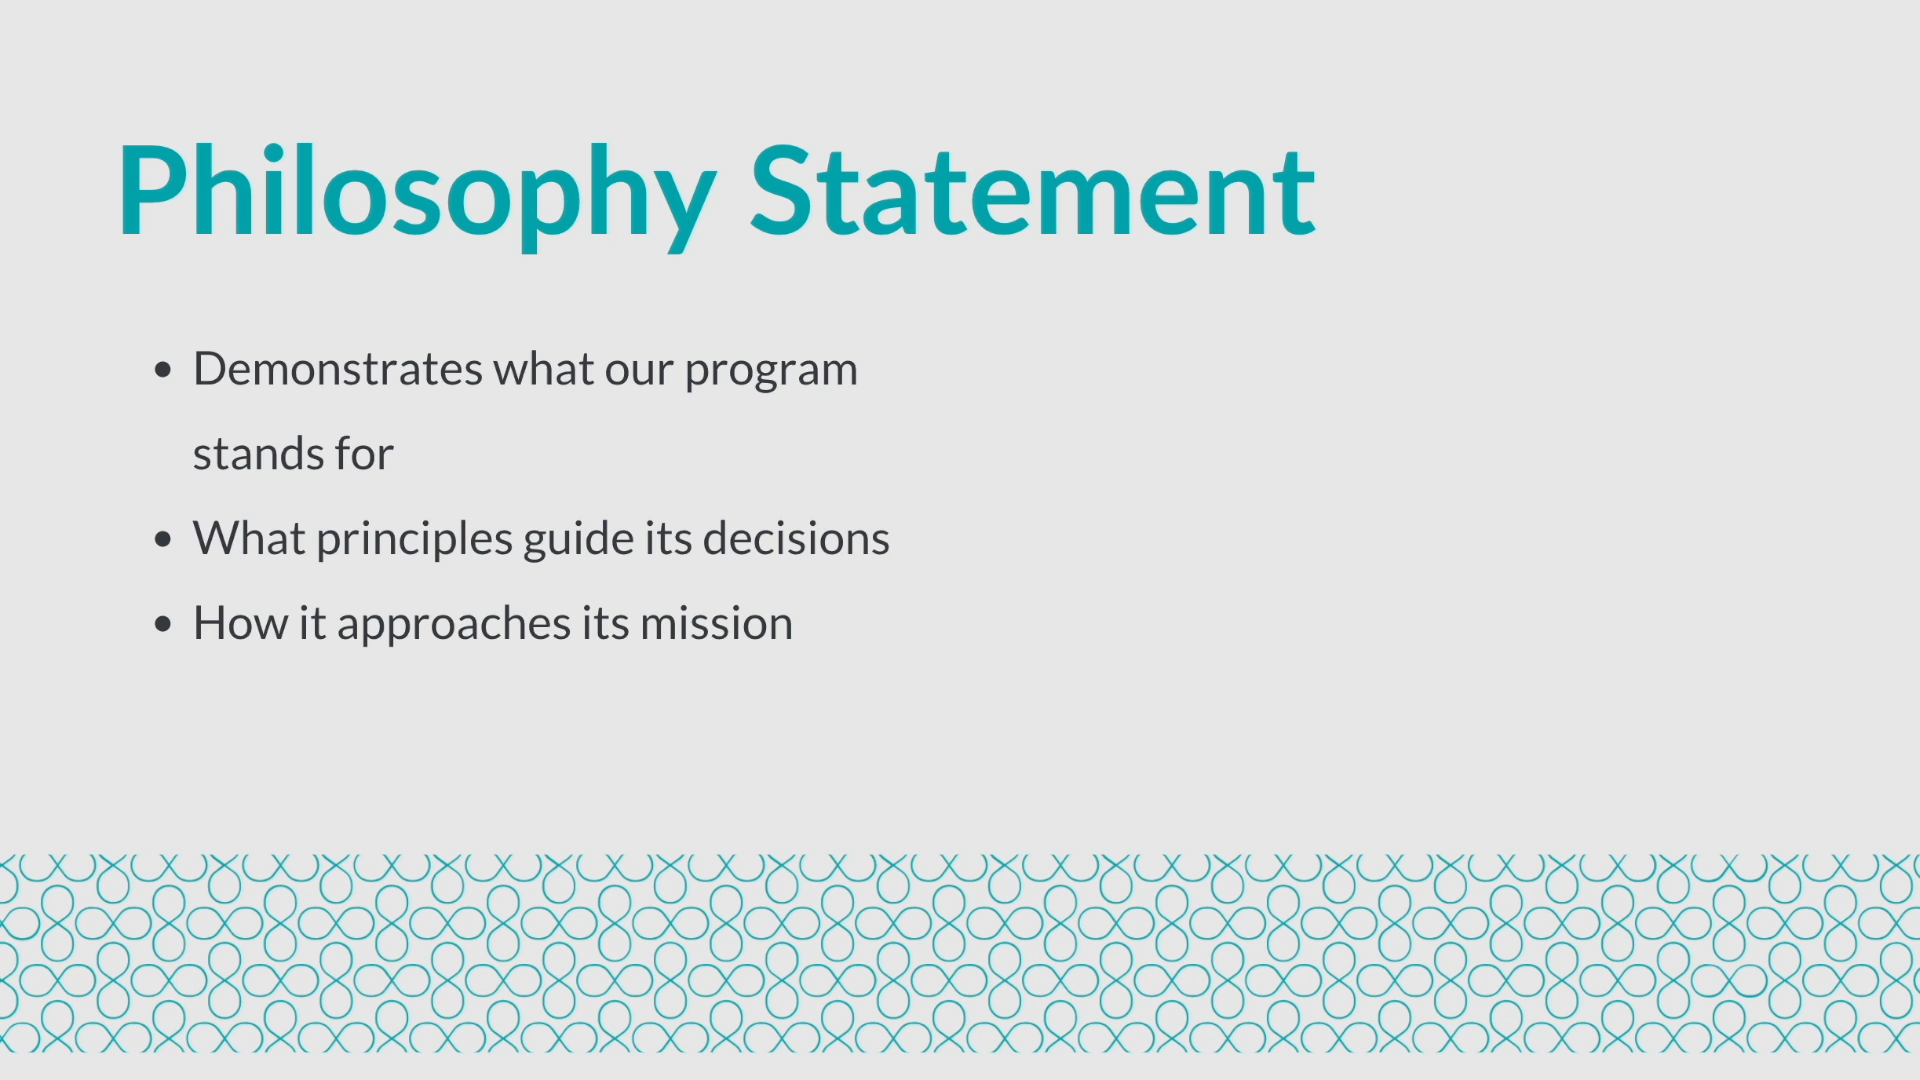 Philosophy Statement
• Demonstrates what our program
stands for
• What principles guide its decisions
• How it approaches its mission